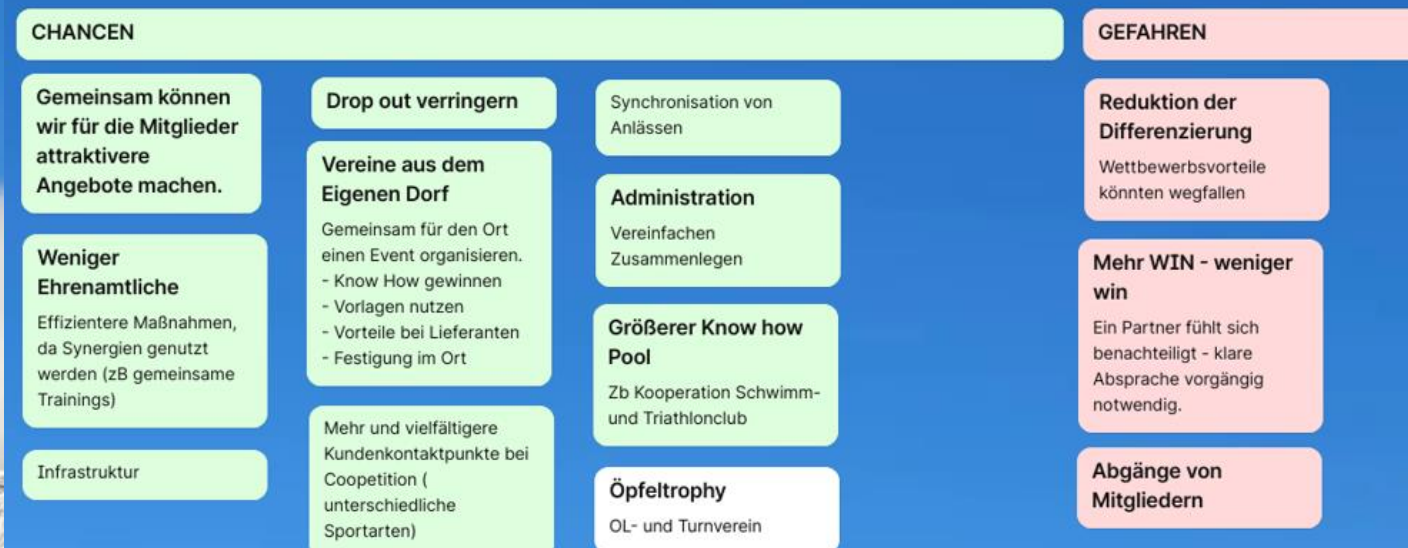 CHANCEN
Gemeinsam können
wir für die Mitglieder
attraktivere
Angebote machen.
Weniger
Ehrenamtliche
Effizientere Maßnahmen,
da Synergien genutzt
werden (zB gemeinsame
Trainings)
Infrastruktur
Drop out verringern
Vereine aus dem
Eigenen Dorf
Gemeinsam für den Ort
einen Event organisieren.
- Know How gewinnen
- Vorlagen nutzen
- Vorteile bei Lieferanten
- Festigung im Ort
Mehr und vielfältigere
Kundenkontaktpunkte bei
Coopetition (
unterschiedliche
Sportarten)
Synchronisation von
Anlässen
Administration
Vereinfachen
Zusammenlegen
Größerer Know how
Pool
Zb Kooperation Schwimm-
und Triathlonclub
Öpfeltrophy
OL- und Turnverein
GEFAHREN
Reduktion der
Differenzierung
Wettbewerbsvorteile
könnten wegfallen
Mehr WIN - weniger
win
Ein Partner fühlt sich
benachteiligt - klare
Absprache vorgängig
notwendig.
Abgänge von
Mitgliedern